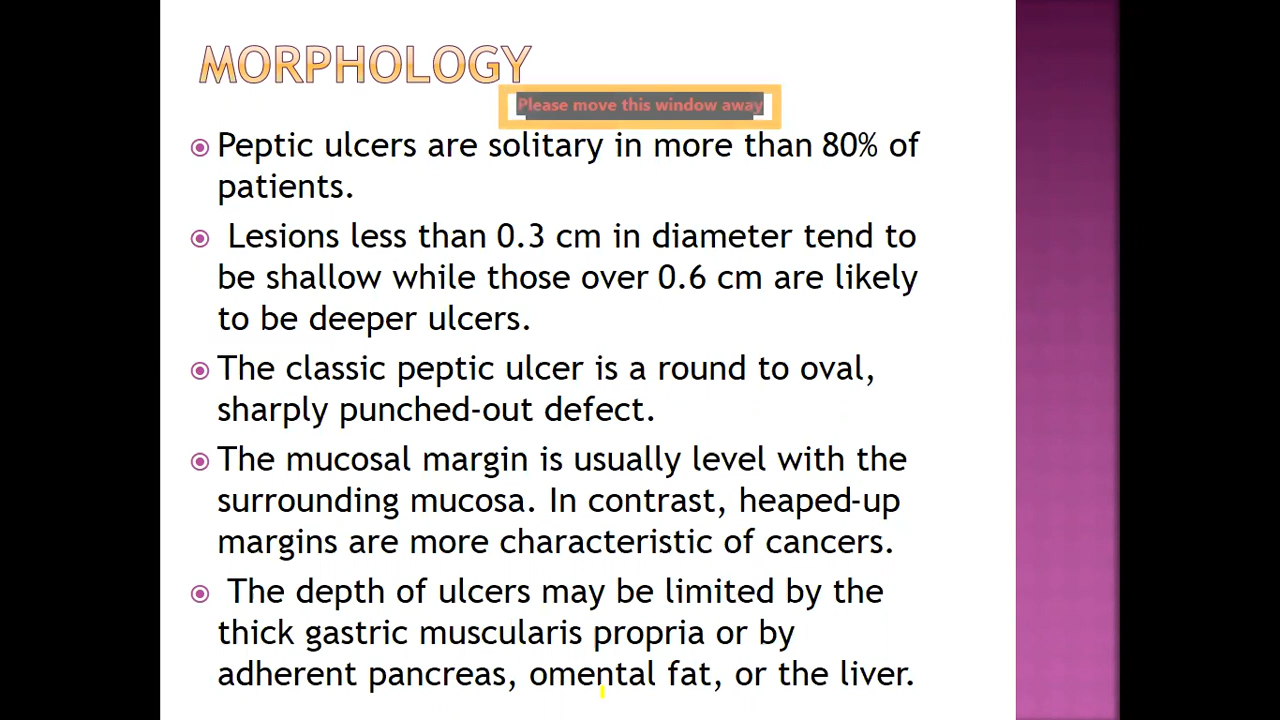 MORPHOLOGY
Please move this window away
Peptic ulcers are solitary in more than 80% of
patients.
Lesions less than 0.3 cm in diameter tend to
be shallow while those over 0.6 cm are likely
to be deeper ulcers.
The classic peptic ulcer is a round to oval,
sharply punched-out defect.
The mucosal margin is usually level with the
surrounding mucosa. In contrast, heaped-up
margins are more characteristic of cancers.
The depth of ulcers may be limited by the
thick gastric muscularis propria or by
adherent pancreas, omental fat, or the liver.